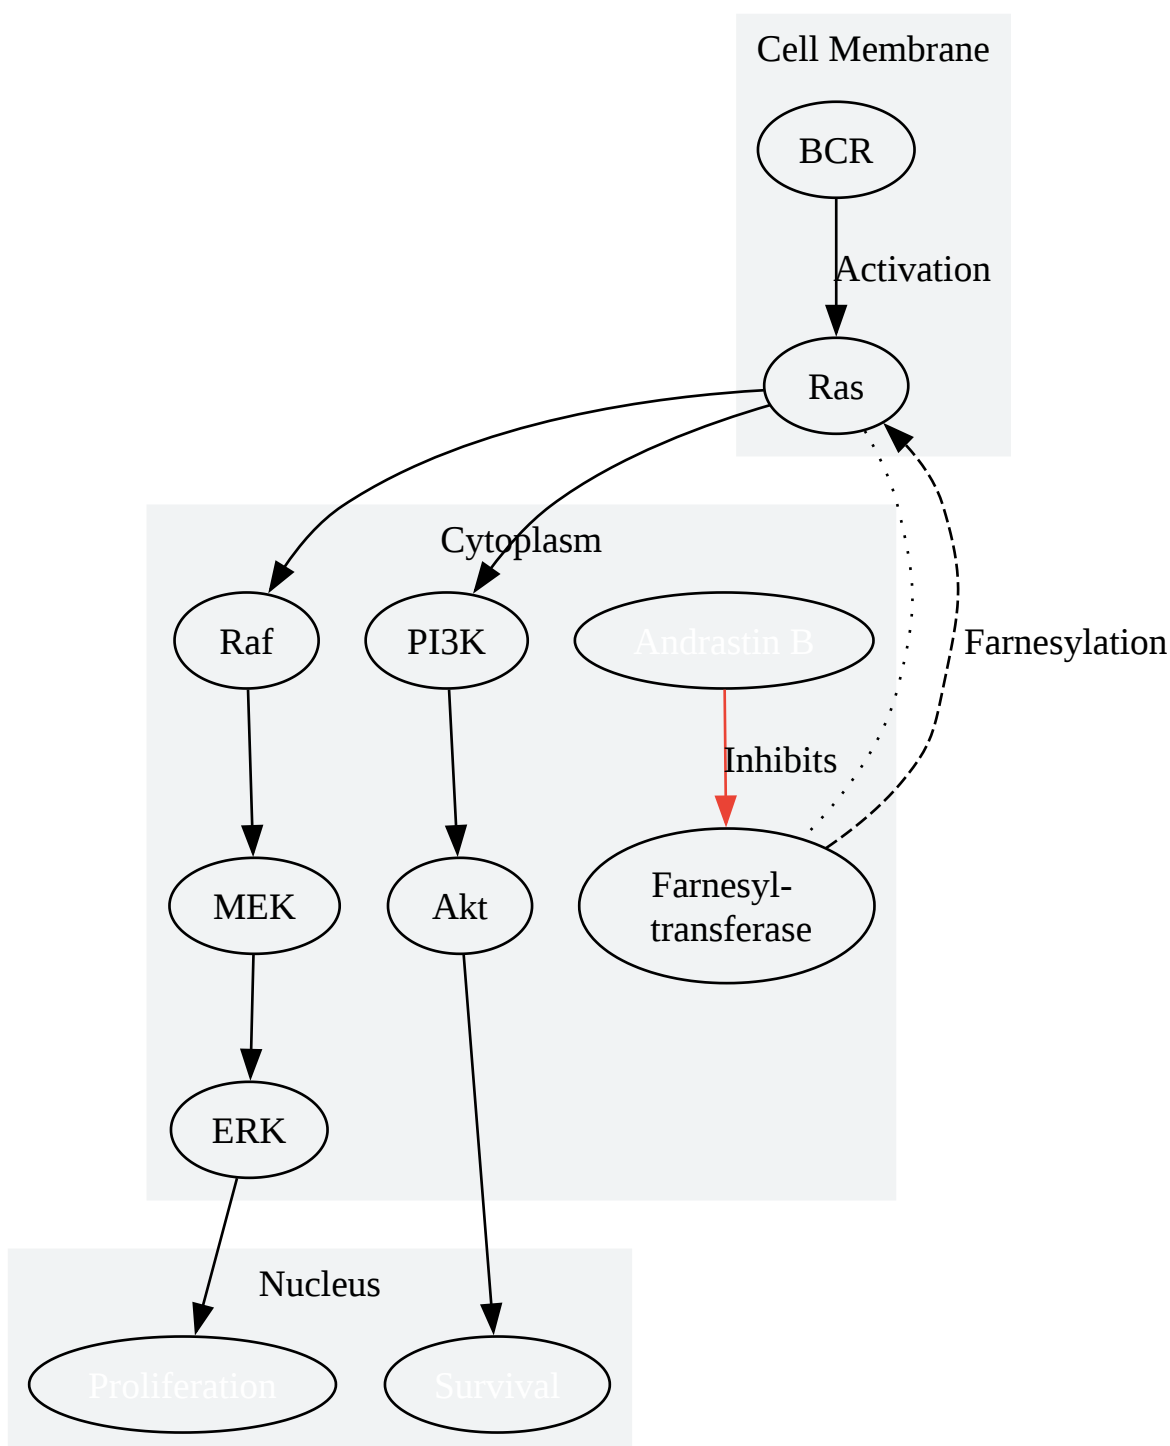 Cell Membrane
BCR
Activation
Ras
Cytoplasm
Raf
PI3K
Andrastin B
Farnesylation
Inhibits
MEK
Akt
Farnesyl-
transferase
ERK
Nucleus
Proliferation
Survival